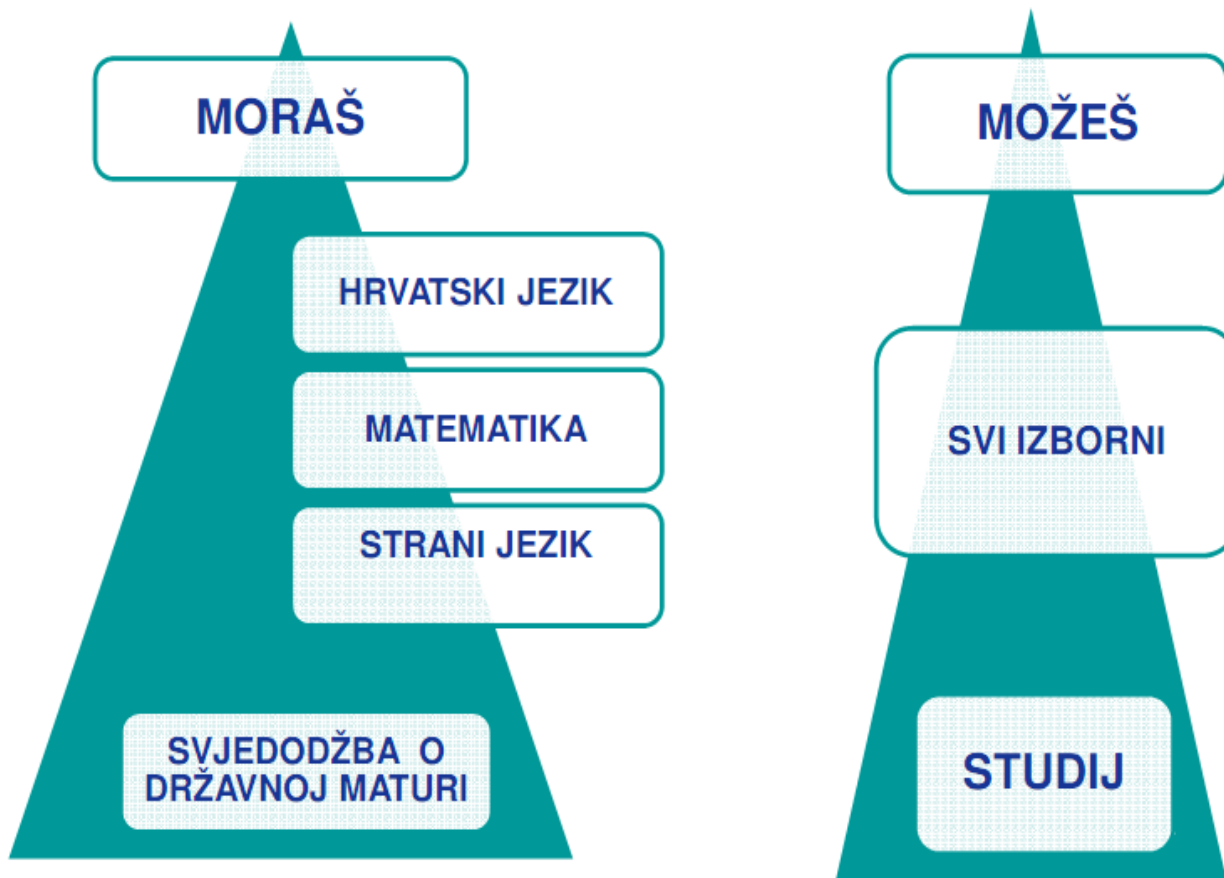 MORAŠ
HRVATSKI JEZIK
MATEMATIKA
STRANI JEZIK
SVJEDODŽBA O
DRŽAVNOJ MATURI
MOŽEŠ
SVI IZBORNI
STUDIJ